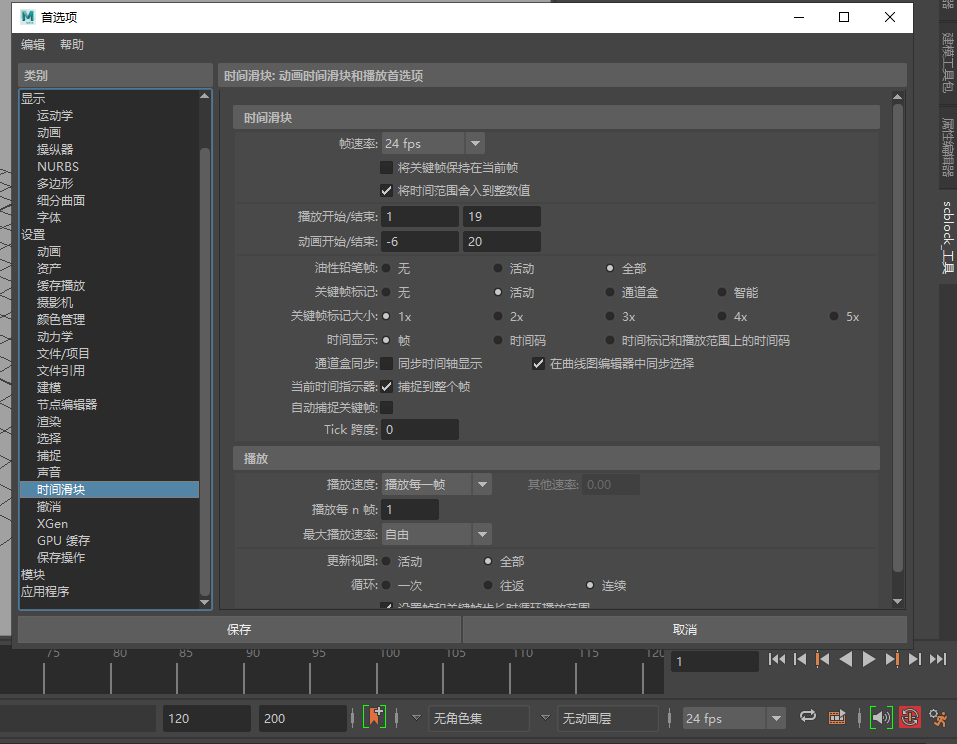 首选项
编辑 帮助
类别
显示
运动学
动画
操纵器
NURBS
多边形
细分曲面
字体
设置
动画
资产
缓存播放
摄影机
颜色管理
动力学
文件/项目
文件引用
建模
节点编辑器
渲染
选择
捕捉
声音
时间滑块
撤消
XGen
GPU 缓存
保存操作
模块
应用程序
时间滑块: 动画时间滑块和播放首选项
时间滑块
帧速率: 24 fps
将关键帧保持在当前帧
将时间范围舍入到整数值
播放开始/结束: 1 19
动画开始/结束: -6 20
油性铅笔帧: 无 活动 全部
关键帧标记: 无 活动 通道盒 智能
关键帧标记大小: 1x 2x 3x 4x 5x
时间显示: 帧 时间码 时间标记和播放范围上的时间码
通道盒同步: 同步时间轴显示 在曲线图编辑器中同步选择
当前时间指示器: 捕捉到整个帧
自动捕捉关键帧:
Tick 跨度: 0
播放
播放速度: 播放每一帧 其他速率: 0.00
播放每 n 帧: 1
最大播放速率: 自由
更新视图: 活动 全部
循环: 一次 往返 连续
设置帧和关键帧步长时循环播放范围
保存 取消
器
建模工具包
属性编辑器
scblock_工具
75 80 85 90 95 100 105 110 115 120
1
120 200 无角色集 无动画层 24 fps